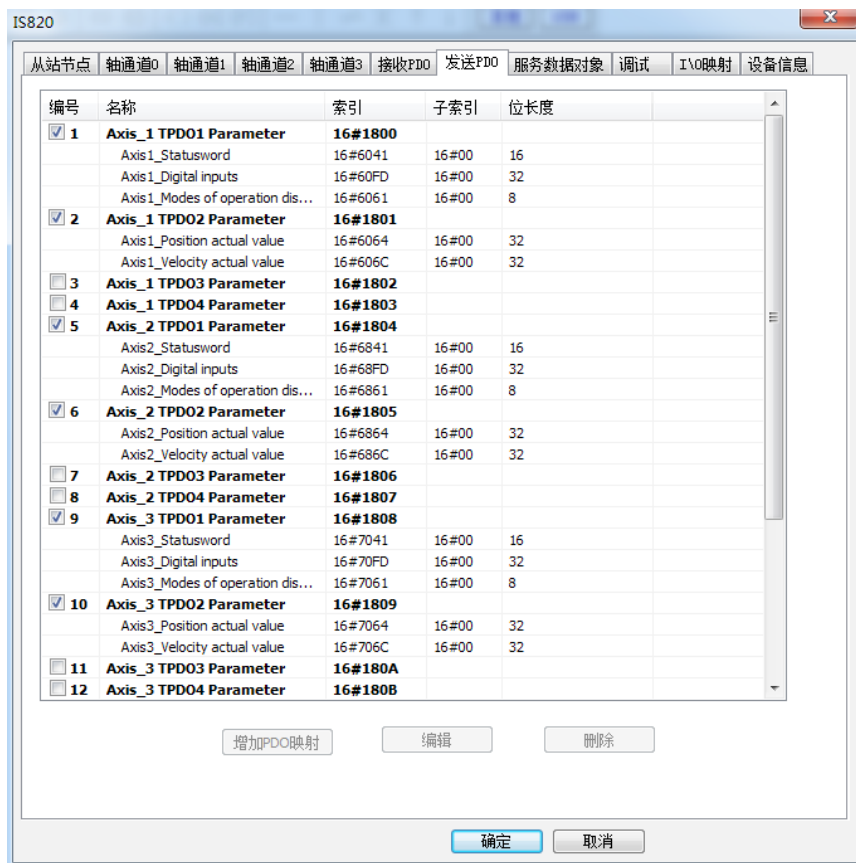 IS820
从站节点 轴通道0 轴通道1 轴通道2 轴通道3 接收PDO 发送PDO 服务数据对象 调试 I\O映射 设备信息
编号 名称 索引 子索引 位长度
1 Axis_1 TPDO1 Parameter 16#1800
Axis1_Statusword 16#6041 16#00 16
Axis1_Digital inputs 16#60FD 16#00 32
Axis1_Modes of operation dis... 16#6061 16#00 8
2 Axis_1 TPDO2 Parameter 16#1801
Axis1_Position actual value 16#6064 16#00 32
Axis1_Velocity actual value 16#606C 16#00 32
3 Axis_1 TPDO3 Parameter 16#1802
4 Axis_1 TPDO4 Parameter 16#1803
5 Axis_2 TPDO1 Parameter 16#1804
Axis2_Statusword 16#6841 16#00 16
Axis2_Digital inputs 16#68FD 16#00 32
Axis2_Modes of operation dis... 16#6861 16#00 8
6 Axis_2 TPDO2 Parameter 16#1805
Axis2_Position actual value 16#6864 16#00 32
Axis2_Velocity actual value 16#686C 16#00 32
7 Axis_2 TPDO3 Parameter 16#1806
8 Axis_2 TPDO4 Parameter 16#1807
9 Axis_3 TPDO1 Parameter 16#1808
Axis3_Statusword 16#7041 16#00 16
Axis3_Digital inputs 16#70FD 16#00 32
Axis3_Modes of operation dis... 16#7061 16#00 8
10 Axis_3 TPDO2 Parameter 16#1809
Axis3_Position actual value 16#7064 16#00 32
Axis3_Velocity actual value 16#706C 16#00 32
11 Axis_3 TPDO3 Parameter 16#180A
12 Axis_3 TPDO4 Parameter 16#180B
增加PDO映射 编辑 删除
确定 取消